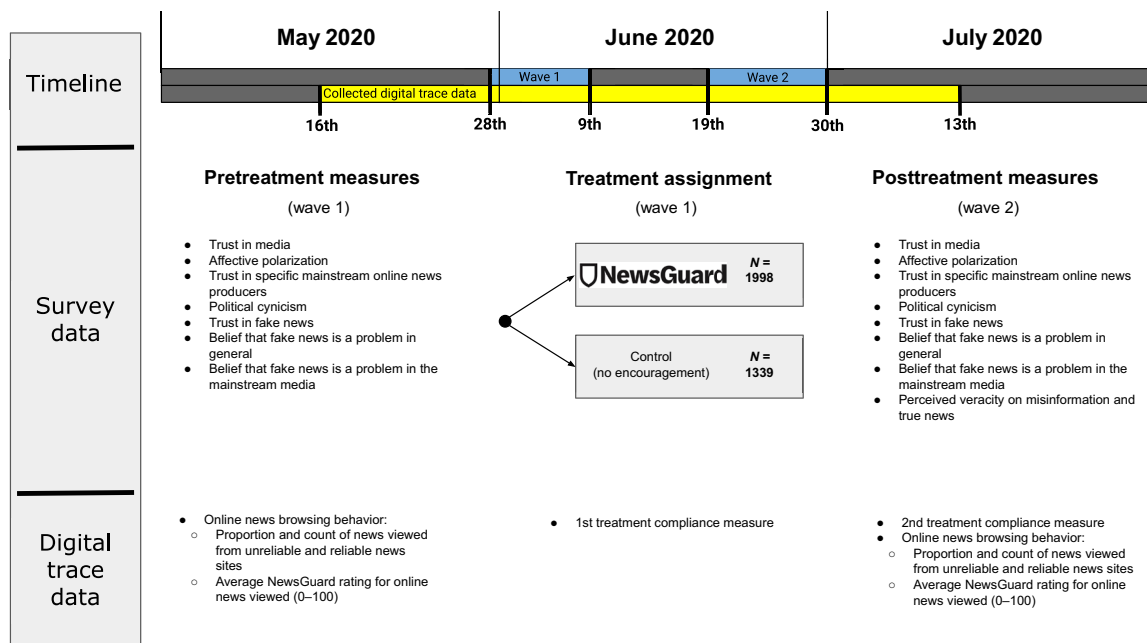 May 2020
June 2020
July 2020
Timeline
Wave 1
Wave 2
Collected digital trace data
16th
28th
9th
19th
30th
13th
Survey
data
Pretreatment measures
(wave 1)
● Trust in media
● Affective polarization
● Trust in specific mainstream online news
producers
● Political cynicism
● Trust in fake news
● Belief that fake news is a problem in
general
● Belief that fake news is a problem in the
mainstream media
Treatment assignment
(wave 1)
NewsGuard
N =
1998
Control
(no encouragement)
N =
1339
Posttreatment measures
(wave 2)
● Trust in media
● Affective polarization
● Trust in specific mainstream online news
producers
● Political cynicism
● Trust in fake news
● Belief that fake news is a problem in
general
● Belief that fake news is a problem in the
mainstream media
● Perceived veracity on misinformation and
true news
Digital
trace
data
● Online news browsing behavior:
○ Proportion and count of news viewed
from unreliable and reliable news
sites
○ Average NewsGuard rating for online
news viewed (0–100)
● 1st treatment compliance measure
● 2nd treatment compliance measure
● Online news browsing behavior:
○ Proportion and count of news viewed
from unreliable and reliable news sites
○ Average NewsGuard rating for online
news viewed (0–100)